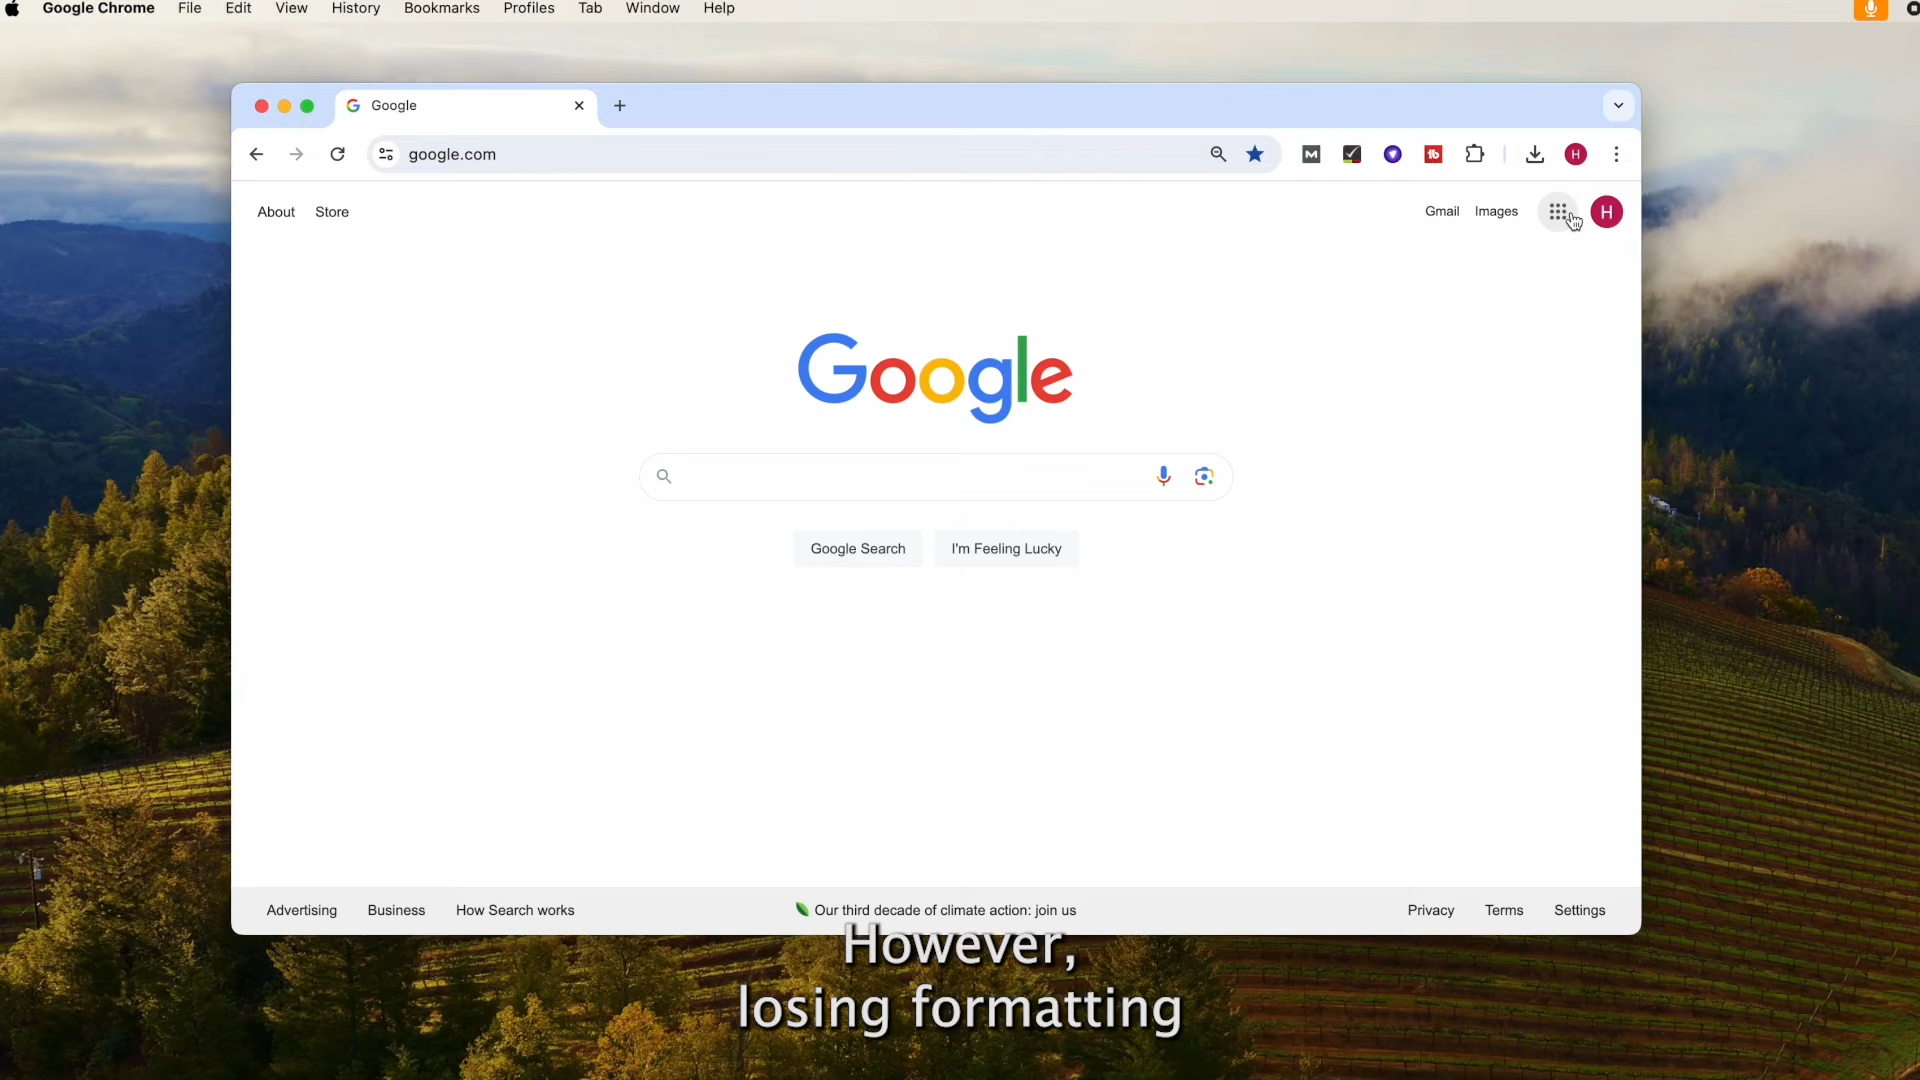 Google Chrome File Edit View History Bookmarks Profiles Tab Window Help
Google
google.com
H
About Store Gmail Images H
Google
Google Search I'm Feeling Lucky
Advertising Business How Search works Our third decade of climate action: join us Privacy Terms Settings
However,
losing formatting